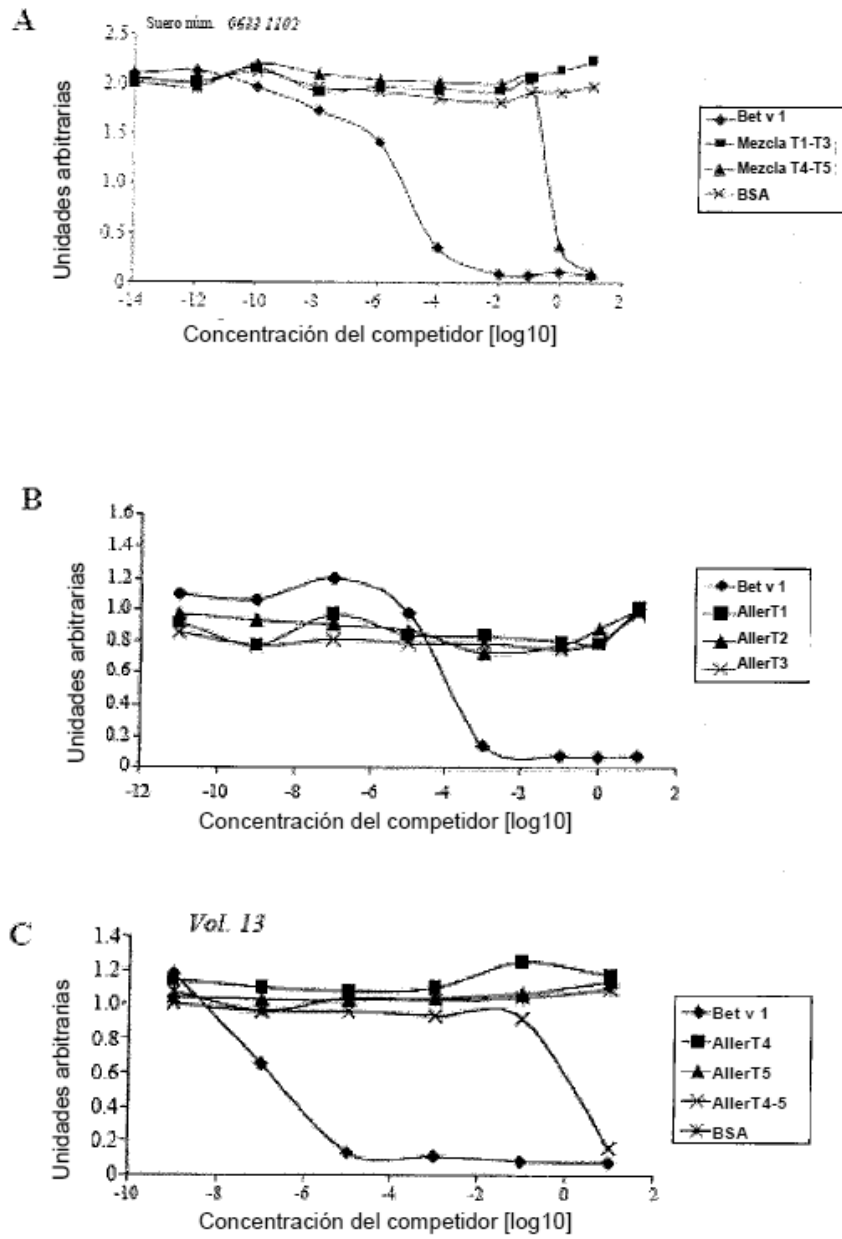 A
Suero núm. 0633 1102
Unidades arbitrarias
2.5
2.0
1.5
0.5
0
-14
-12
-10
-8
-6
-4
-2
0
2
Concentración del competidor [log10]
Bet v 1
Mezcla T1-T3
Mezcla T4-T5
BSA
B
Unidades arbitrarias
1.6
1.4
1.2
1.0
0.8
0.6
0.4
0.2
0
-12
-10
-8
-6
-4
-2
0
2
Concentración del competidor [log10]
Bet v 1
AllerT1
AllerT2
AllerT3
C
Vol. 13
Unidades arbitrarias
1.4
1.2
1.0
0.8
0.6
0.4
0.2
0
-10
-8
-6
-4
-2
0
2
Concentración del competidor [log10]
Bet v 1
AllerT4
AllerT5
AllerT4-5
BSA